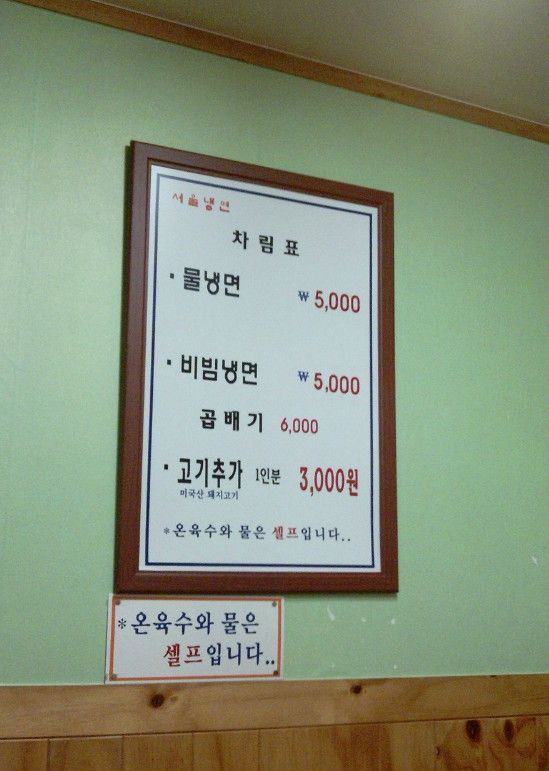 서울냉면
차림표
· 물냉면 ₩ 5,000
· 비빔냉면 ₩ 5,000
곱배기 6,000
· 고기추가 1인분 3,000원
미국산 돼지고기
*온육수와 물은 셀프입니다..
*온육수와 물은
셀프입니다..